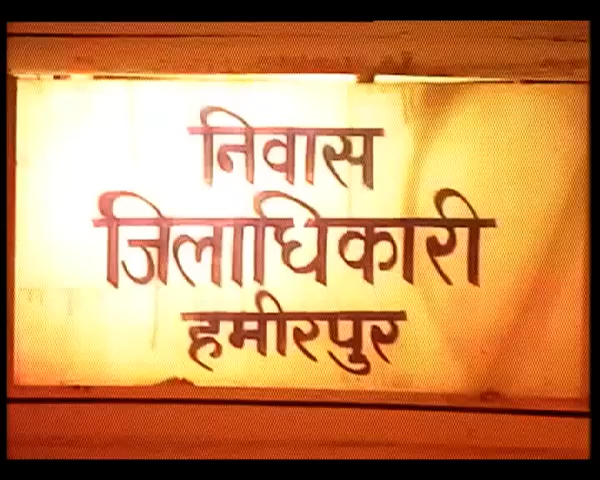 निवास
जिलाधिकारी
हमीरपुर